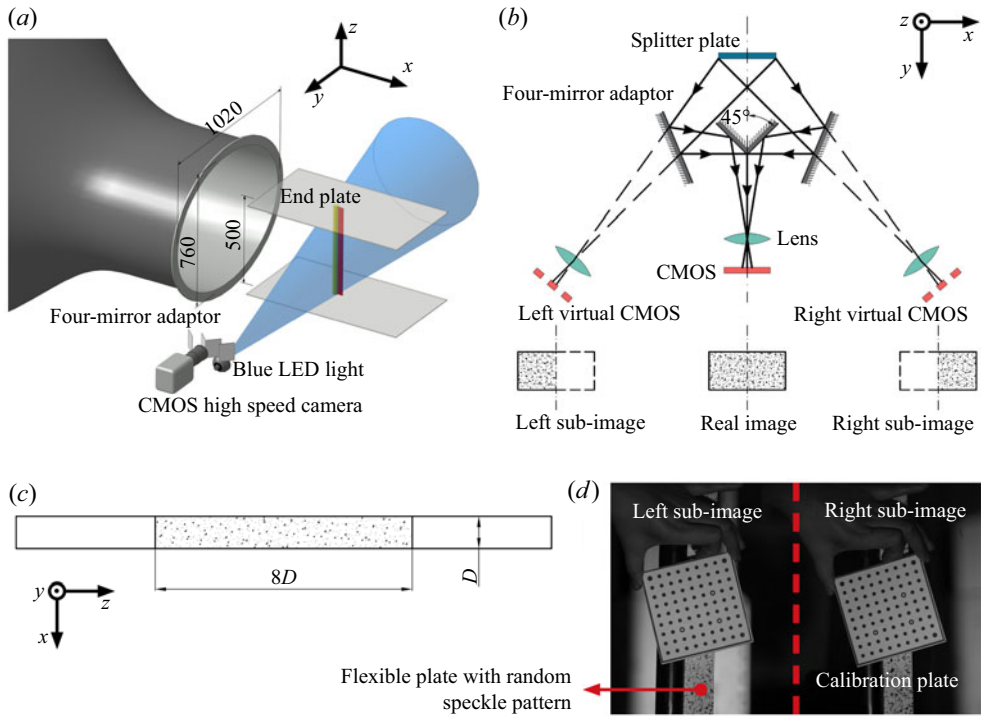 (a)
z
x
y
1020
End plate
500
760
Four-mirror adaptor
Blue LED light
CMOS high speed camera
(b)
Splitter plate
z
x
y
Four-mirror adaptor
45°
Lens
CMOS
Left virtual CMOS
Right virtual CMOS
Left sub-image
Real image
Right sub-image
(c)
8D
D
y
z
x
(d)
Left sub-image
Right sub-image
Calibration plate
Flexible plate with random
speckle pattern